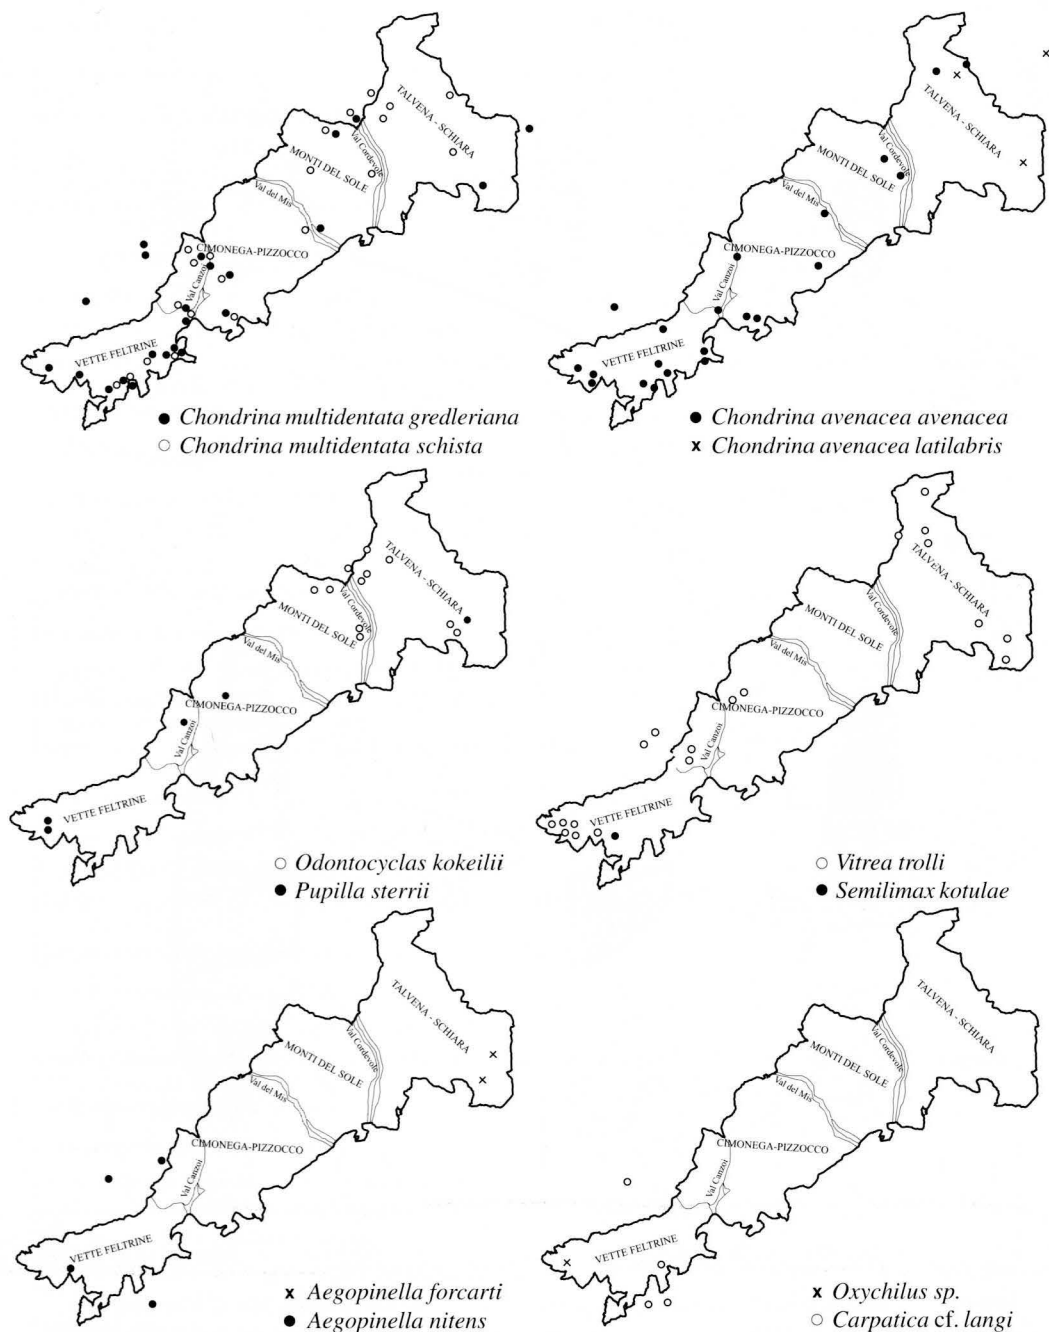 TALVENA - SCHIARA
Val Cordevole
MONTI DEL SOLE
Val del Mis
CIMONEGA-PIZZOCCO
Val Canzoi
VETTE FELTRINE
Chondrina multidentata gredleriana
Chondrina multidentata schista
TALVENA - SCHIARA
Val Cordevole
MONTI DEL SOLE
Val del Mis
CIMONEGA-PIZZOCCO
Val Canzoi
VETTE FELTRINE
Chondrina avenacea avenacea
x Chondrina avenacea latilabris
TALVENA - SCHIARA
Val Cordevole
MONTI DEL SOLE
Val del Mis
CIMONEGA-PIZZOCCO
Val Canzoi
VETTE FELTRINE
Odontocyclas kokeilii
Pupilla sterrii
TALVENA - SCHIARA
Val Cordevole
MONTI DEL SOLE
Val del Mis
CIMONEGA-PIZZOCCO
Val Canzoi
VETTE FELTRINE
Vitrea trolli
Semilimax kotulae
TALVENA - SCHIARA
Val Cordevole
MONTI DEL SOLE
Val del Mis
CIMONEGA-PIZZOCCO
Val Canzoi
VETTE FELTRINE
x Aegopinella forcarti
Aegopinella nitens
TALVENA - SCHIARA
Val Cordevole
MONTI DEL SOLE
Val del Mis
CIMONEGA-PIZZOCCO
Val Canzoi
VETTE FELTRINE
x Oxychilus sp.
Carpatica cf. langi